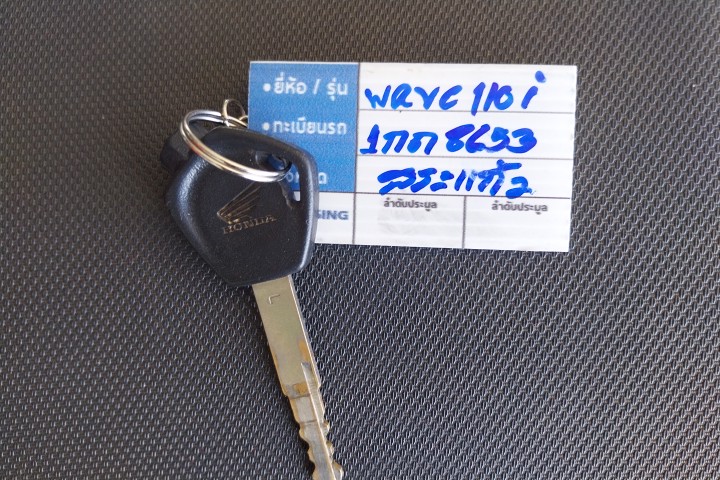 • ยี่ห้อ / รุ่น WAVE 110 i
• ทะเบียนรถ 1กก 8653
ด สระแก้ว
SING ลำดับประมูล ลำดับประมูล
HONDA
L